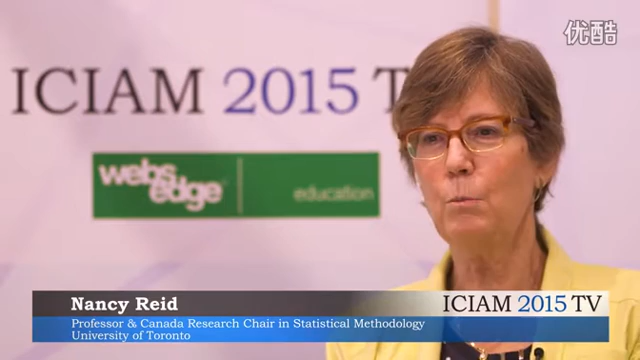 优酷
ICIAM 2015 TV
webs
edge
education
Nancy Reid
ICIAM 2015 TV
Professor & Canada Research Chair in Statistical Methodology
University of Toronto